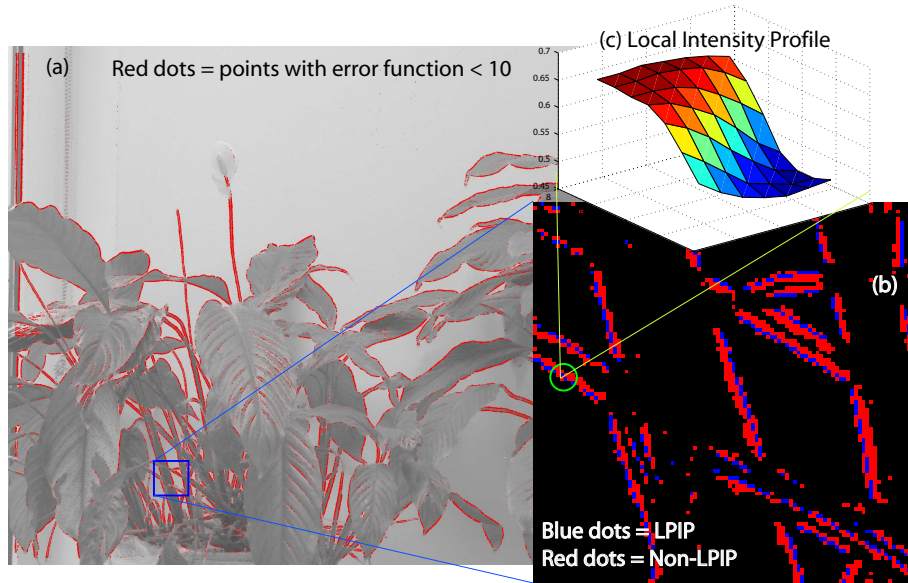 (c) Local Intensity Profile
(a) Red dots = points with error function < 10
0.7
0.65
0.6
0.55
0.5
0.45
8
(b)
Blue dots = LPIP
Red dots = Non-LPIP